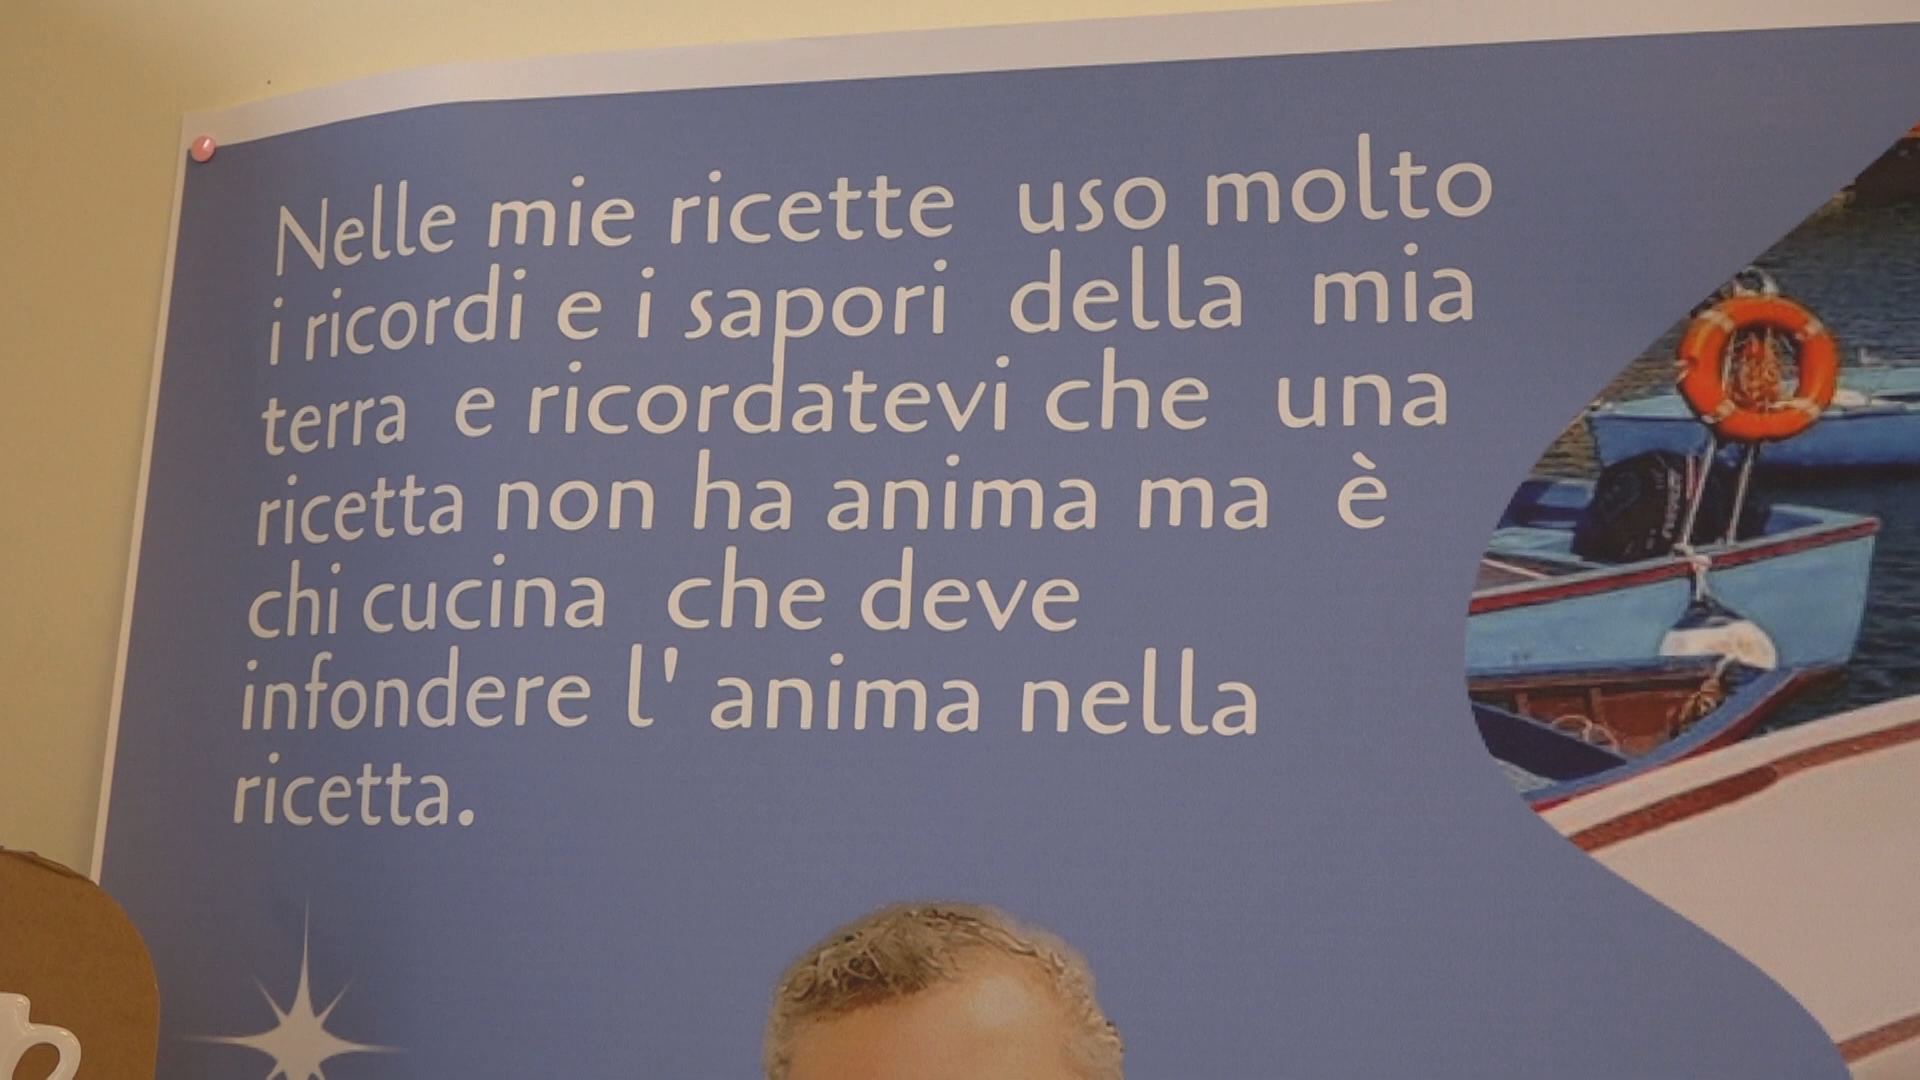 Nelle mie ricette uso molto
i ricordi e i sapori della mia
terra e ricordatevi che una
ricetta non ha anima ma è
chi cucina che deve
infondere l' anima nella
ricetta.